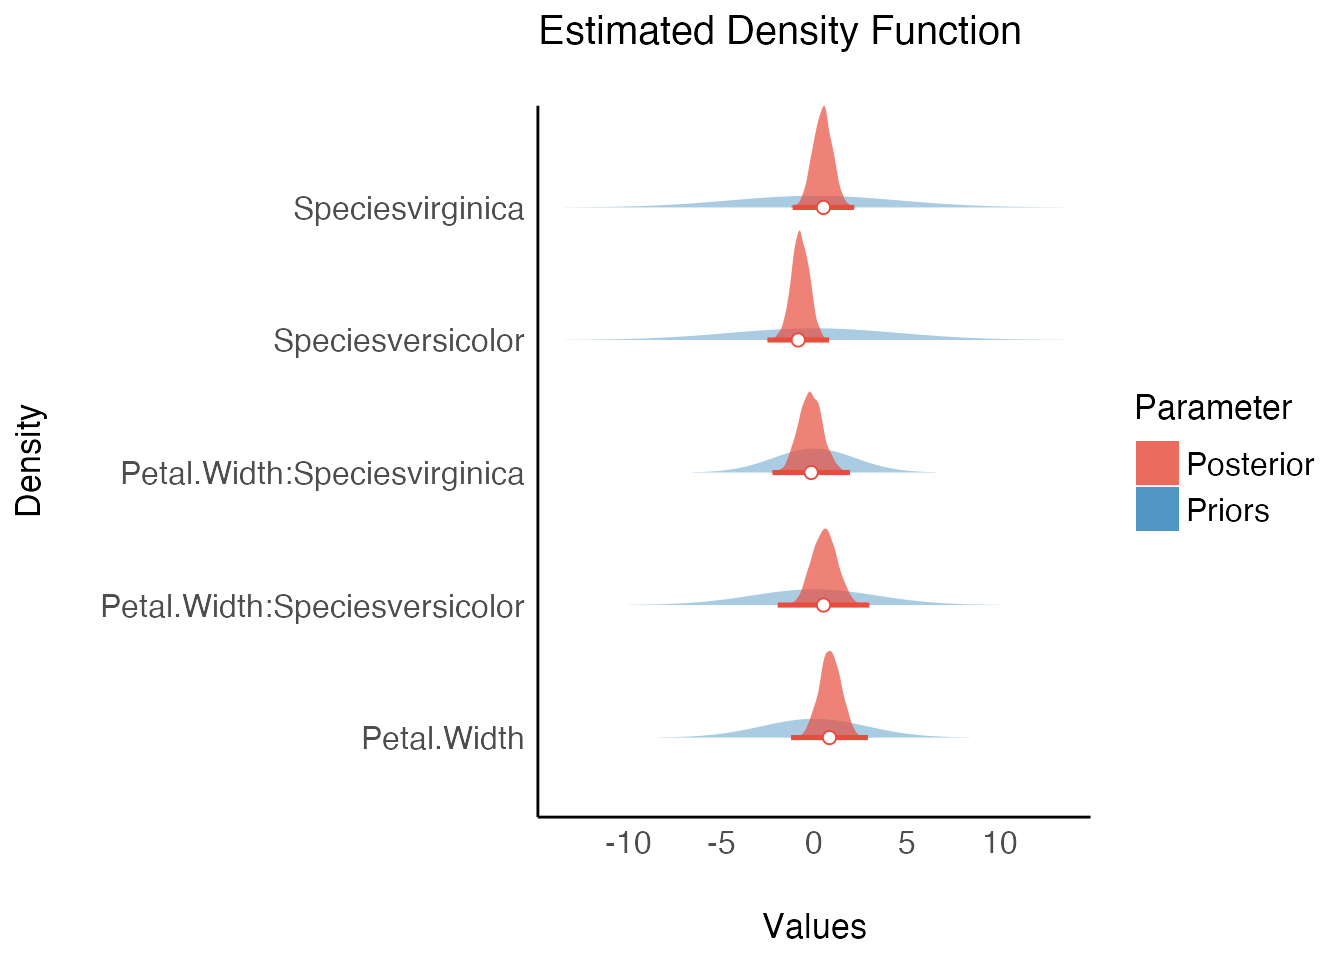 Estimated Density Function
Speciesvirginica
Speciesversicolor
Petal.Width:Speciesvirginica
Petal.Width:Speciesversicolor
Petal.Width
Density
-10 -5 0 5 10
Values
Parameter
Posterior
Priors